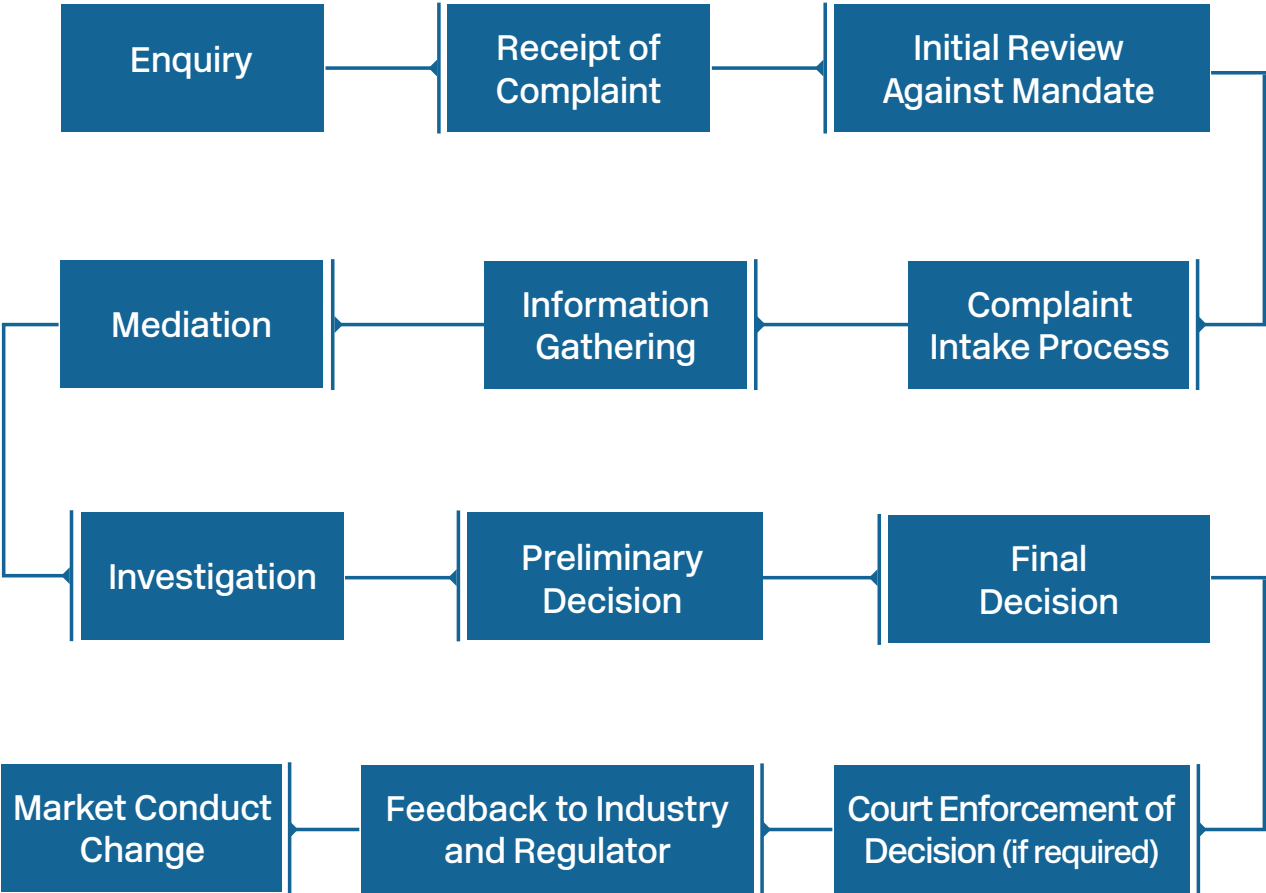 Enquiry
Receipt of
Complaint
Initial Review
Against Mandate
Mediation
Information
Gathering
Complaint
Intake Process
Investigation
Preliminary
Decision
Final
Decision
Market Conduct
Change
Feedback to Industry
and Regulator
Court Enforcement of
Decision (if required)